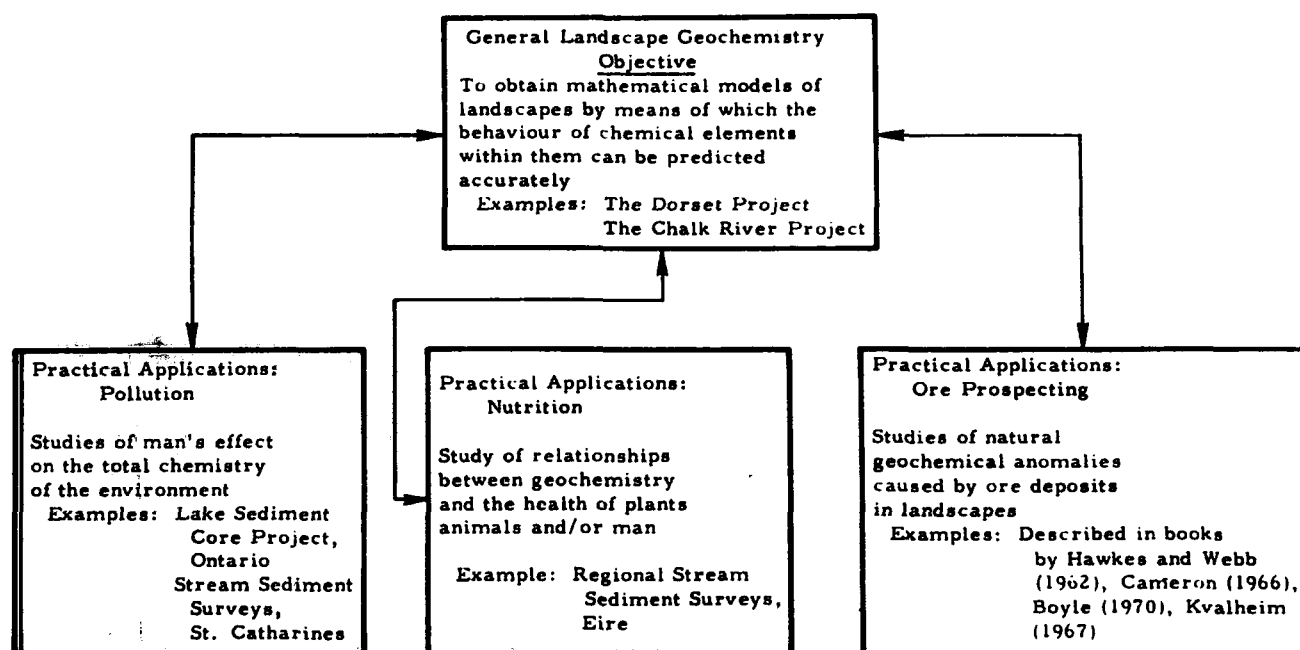 General Landscape Geochemistry
Objective
To obtain mathematical models of
landscapes by means of which the
behaviour of chemical elements
within them can be predicted
accurately
Examples: The Dorset Project
The Chalk River Project
Practical Applications:
Pollution
Studies of man's effect
on the total chemistry
of the environment
Examples: Lake Sediment
Core Project,
Ontario
Stream Sediment
Surveys,
St. Catharines
Practical Applications:
Nutrition
Study of relationships
between geochemistry
and the health of plants
animals and/or man
Example: Regional Stream
Sediment Surveys,
Eire
Practical Applications:
Ore Prospecting
Studies of natural
geochemical anomalies
caused by ore deposits
in landscapes
Examples: Described in books
by Hawkes and Webb
(1962), Cameron (1966),
Boyle (1970), Kvalheim
(1967)